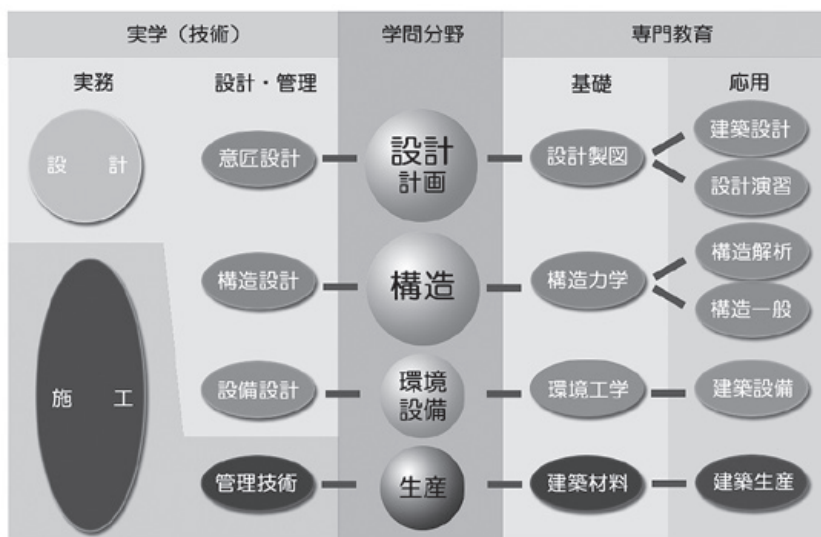 実学（技術） 学問分野 専門教育
実務 設計・管理 基礎 応用
設 計
意匠設計
設計
計画
設計製図
建築設計
設計演習
構造設計
構造
構造力学
構造解析
構造一般
施 工
設備設計
環境
設備
環境工学
建築設備
管理技術
生産
建築材料
建築生産